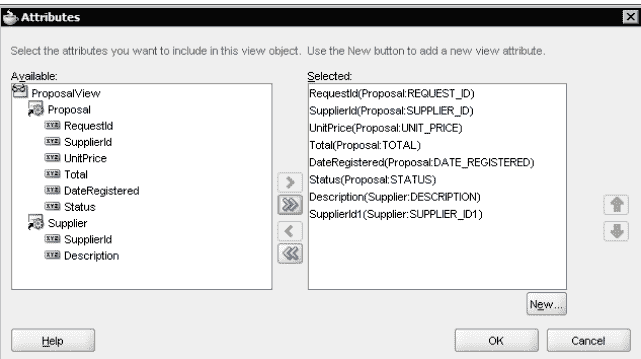 Attributes
Select the attributes you want to include in this view object. Use the New button to add a new view attribute.
Available:
ProposalView
Proposal
RequestId
SupplierId
UnitPrice
Total
DateRegistered
Status
Supplier
SupplierId
Description
Selected:
RequestId(Proposal:REQUEST_ID)
SupplierId(Proposal:SUPPLIER_ID)
UnitPrice(Proposal:UNIT_PRICE)
Total(Proposal:TOTAL)
DateRegistered(Proposal:DATE_REGISTERED)
Status(Proposal:STATUS)
Description(Supplier:DESCRIPTION)
SupplierId1(Supplier:SUPPLIER_ID1)
New...
Help
OK
Cancel